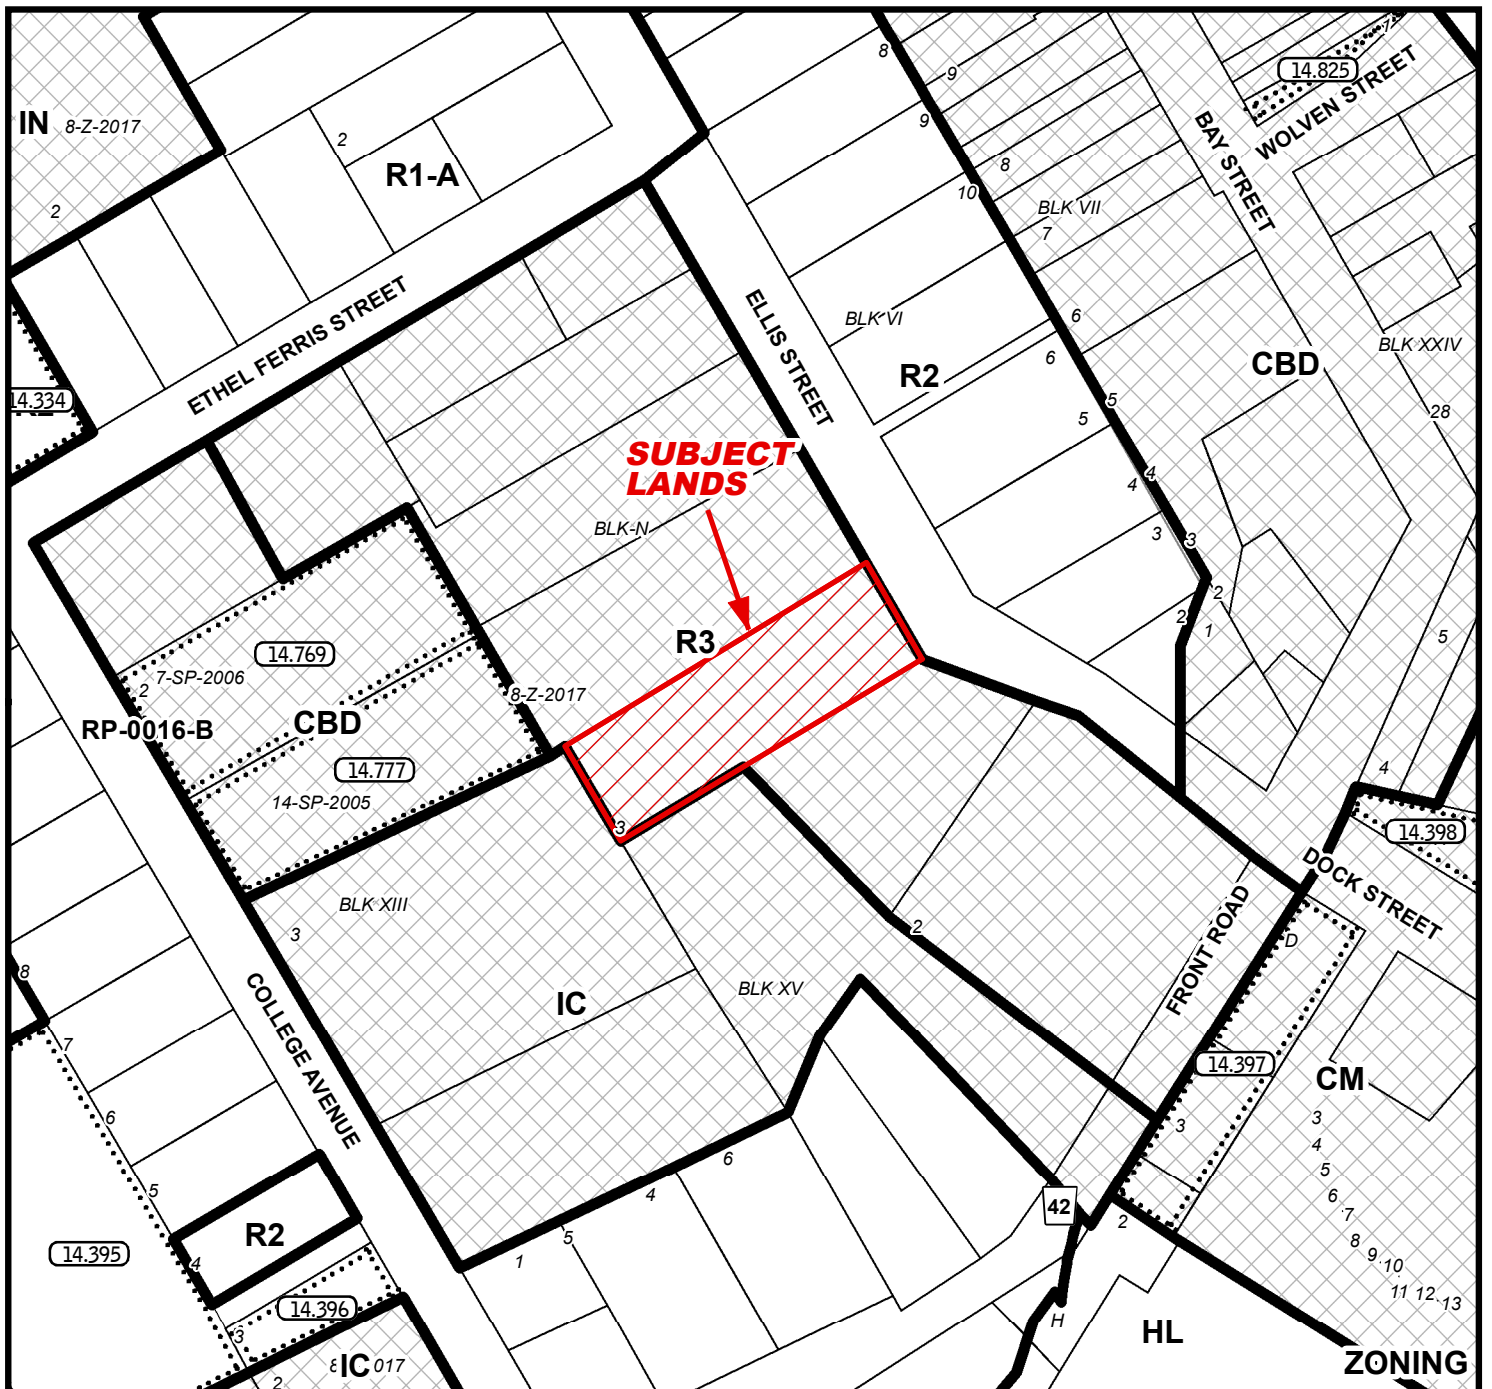 IN 8-Z-2017
2
2
R1-A
8
9
9
8
10
BLK VII
7
7
14.825
WOLVEN STREET
BAY STREET
ETHEL FERRIS STREET
ELLIS STREET
BLK VI
R2
6
6
5
5
4
4
3
3
2
2
1
CBD
BLK XXIV
28
5
4
14.334
SUBJECT
LANDS
BLK-N
R3
14.769
7-SP-2006
2
RP-0016-B
CBD
8-Z-2017
14.777
14-SP-2005
3
BLK XIII
3
IC
BLK XV
2
14.398
DOCK STREET
FRONT ROAD
D
14.397
CM
3
3
4
5
6
7
8
9
10
11
12
13
COLLEGE AVENUE
8
7
6
5
4
R2
14.395
14.396
3
2
IC
017
1
5
4
6
42
2
H
HL
ZONING